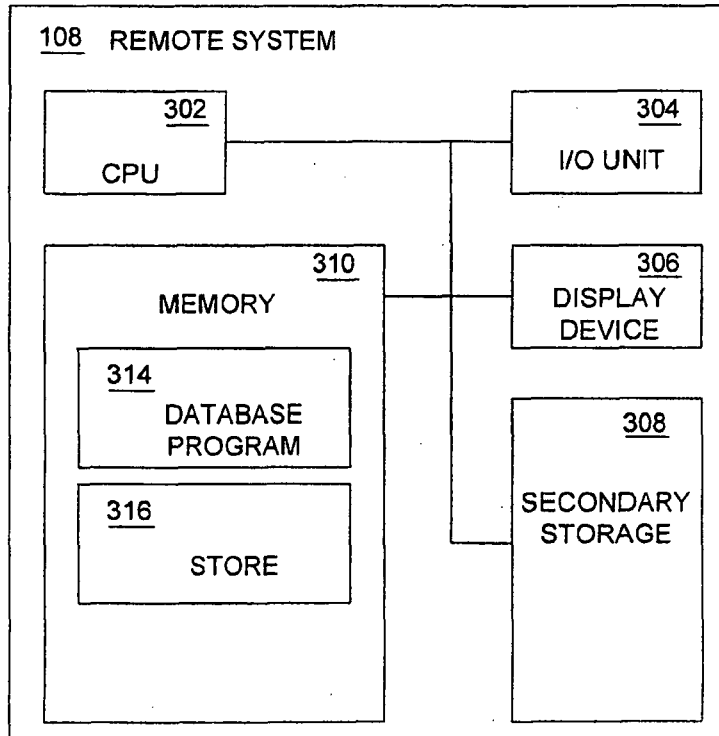 108 REMOTE SYSTEM
302
CPU
304
I/O UNIT
310
MEMORY
306
DISPLAY
DEVICE
314
DATABASE
PROGRAM
308
SECONDARY
STORAGE
316
STORE